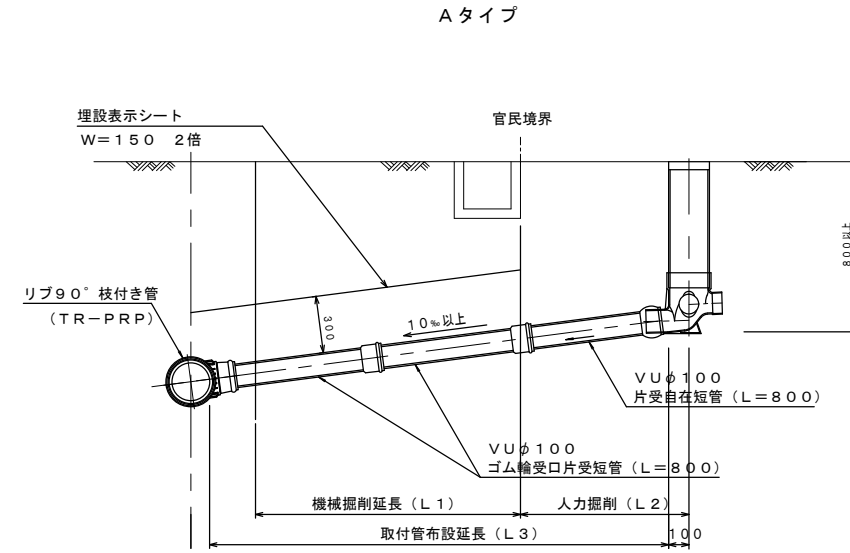 Aタイプ
埋設表示シート
W=150 2倍
官民境界
800以上
リブ90°枝付き管
(TR-PRP)
300
10‰以上
VUφ100
片受自在短管(L=800)
VUφ100
ゴム輪受口片受短管(L=800)
機械掘削延長(L1)
人力掘削(L2)
取付管布設延長(L3)
100